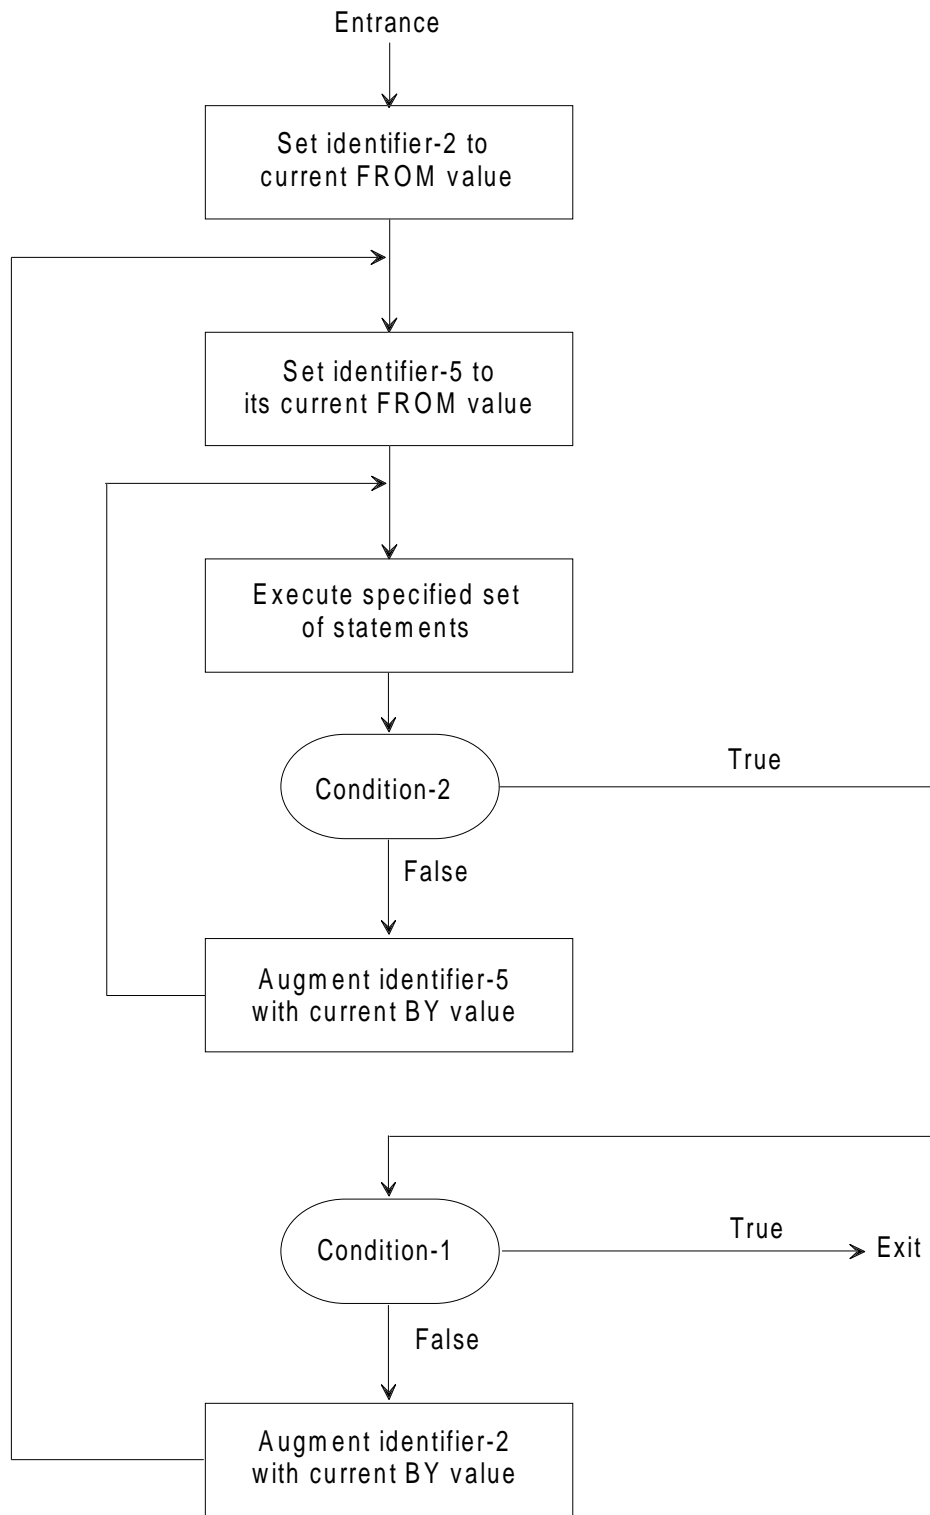 Entrance
Set identifier-2 to
current FROM value
Set identifier-5 to
its current FROM value
Execute specified set
of statements
Condition-2
True
False
Augment identifier-5
with current BY value
Condition-1
True
Exit
False
Augment identifier-2
with current BY value